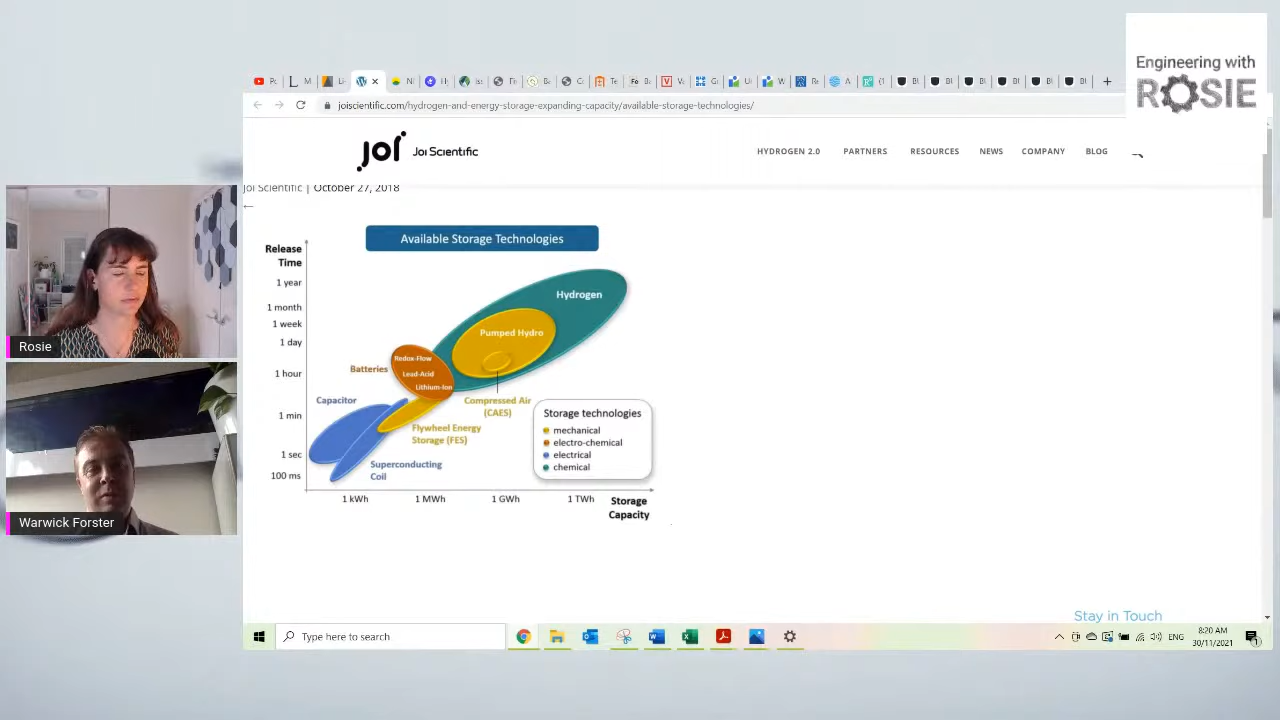 Engineering with
ROSIE
joiscientific.com/hydrogen-and-energy-storage-expanding-capacity/available-storage-technologies/
joi Joi Scientific
HYDROGEN 2.0 PARTNERS RESOURCES NEWS COMPANY BLOG
Joi Scientific | October 27, 2018
←
Available Storage Technologies
Release
Time
1 year
1 month
1 week
1 day
1 hour
1 min
1 sec
100 ms
Hydrogen
Pumped Hydro
Redox-Flow
Batteries
Lead-Acid
Lithium-Ion
Capacitor
Compressed Air
(CAES)
Flywheel Energy
Storage (FES)
Superconducting
Coil
Storage technologies
mechanical
electro-chemical
electrical
chemical
1 kWh 1 MWh 1 GWh 1 TWh Storage
Capacity
Rosie
Warwick Forster
Stay in Touch
Type here to search
ENG
8:20 AM
30/11/2021